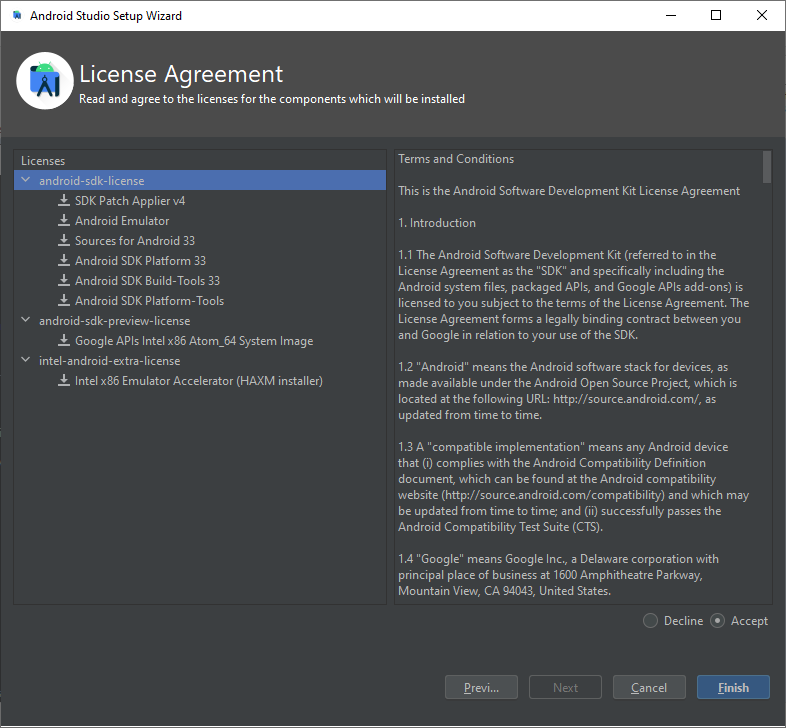 Android Studio Setup Wizard
License Agreement
Read and agree to the licenses for the components which will be installed
Licenses
android-sdk-license
SDK Patch Applier v4
Android Emulator
Sources for Android 33
Android SDK Platform 33
Android SDK Build-Tools 33
Android SDK Platform-Tools
android-sdk-preview-license
Google APIs Intel x86 Atom_64 System Image
intel-android-extra-license
Intel x86 Emulator Accelerator (HAXM installer)
Terms and Conditions
This is the Android Software Development Kit License Agreement
1. Introduction
1.1 The Android Software Development Kit (referred to in the
License Agreement as the "SDK" and specifically including the
Android system files, packaged APIs, and Google APIs add-ons) is
licensed to you subject to the terms of the License Agreement. The
License Agreement forms a legally binding contract between you
and Google in relation to your use of the SDK.
1.2 "Android" means the Android software stack for devices, as
made available under the Android Open Source Project, which is
located at the following URL: http://source.android.com/, as
updated from time to time.
1.3 A "compatible implementation" means any Android device
that (i) complies with the Android Compatibility Definition
document, which can be found at the Android compatibility
website (http://source.android.com/compatibility) and which may
be updated from time to time; and (ii) successfully passes the
Android Compatibility Test Suite (CTS).
1.4 "Google" means Google Inc., a Delaware corporation with
principal place of business at 1600 Amphitheatre Parkway,
Mountain View, CA 94043, United States.
Decline Accept
Previ... Next Cancel Finish